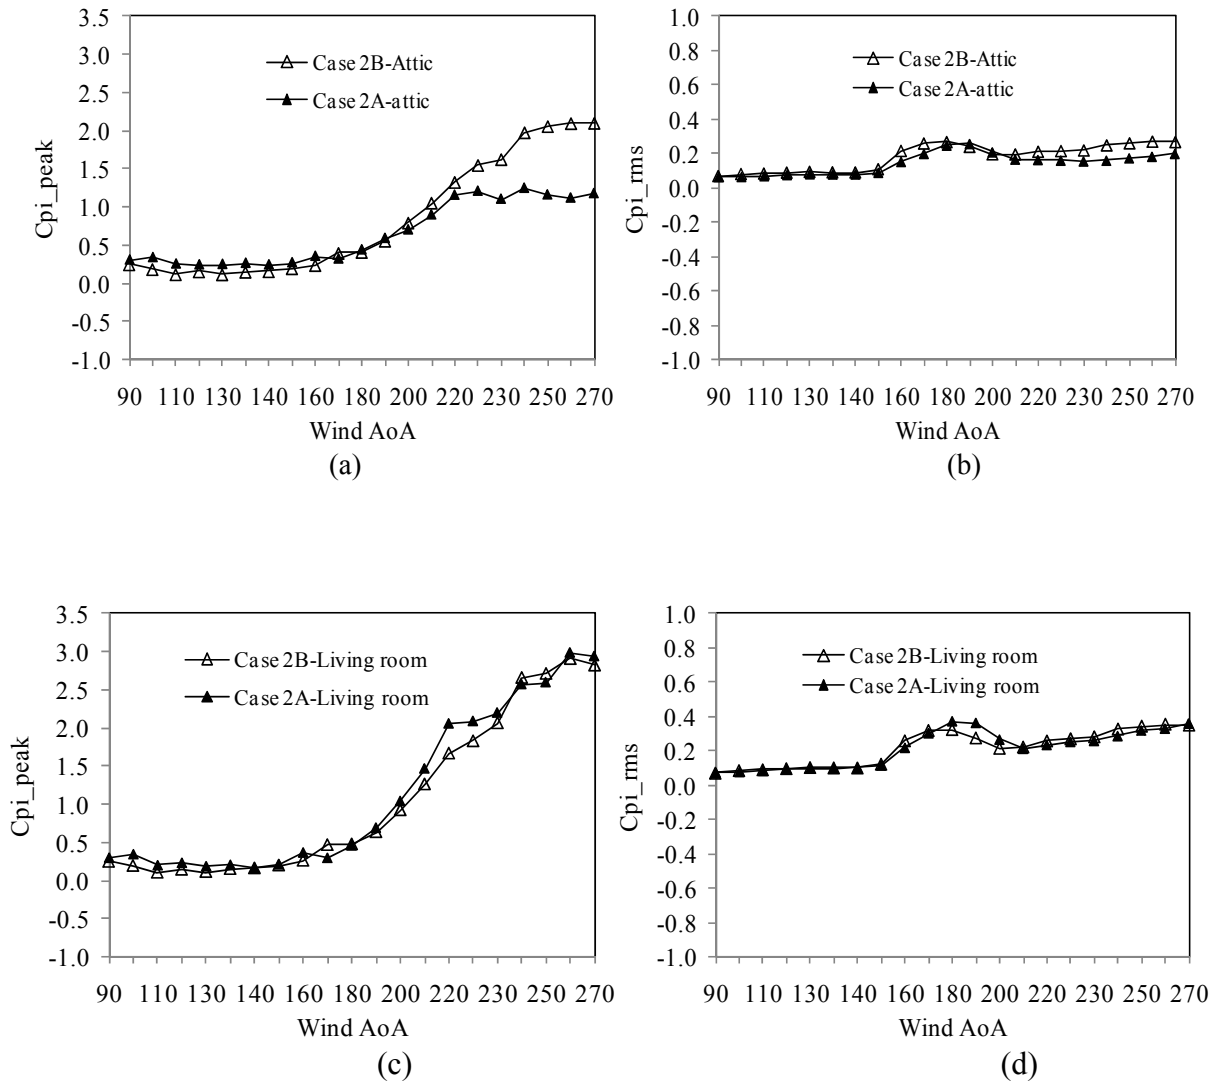 3.5
3.0
2.5
2.0
1.5
1.0
0.5
0.0
-0.5
-1.0
Cpi_peak
Case 2B-Attic
Case 2A-attic
90 110 130 140 160 180 200 220 230 250 270
Wind AoA
(a)
1.0
0.8
0.6
0.4
0.2
0.0
-0.2
-0.4
-0.6
-0.8
-1.0
Cpi_rms
Case 2B-Attic
Case 2A-attic
90 110 130 140 160 180 200 220 230 250 270
Wind AoA
(b)
3.5
3.0
2.5
2.0
1.5
1.0
0.5
0.0
-0.5
-1.0
Cpi_peak
Case 2B-Living room
Case 2A-Living room
90 110 130 140 160 180 200 220 230 250 270
Wind AoA
(c)
1.0
0.8
0.6
0.4
0.2
0.0
-0.2
-0.4
-0.6
-0.8
-1.0
Cpi_rms
Case 2B-Living room
Case 2A-Living room
90 110 130 140 160 180 200 220 230 250 270
Wind AoA
(d)